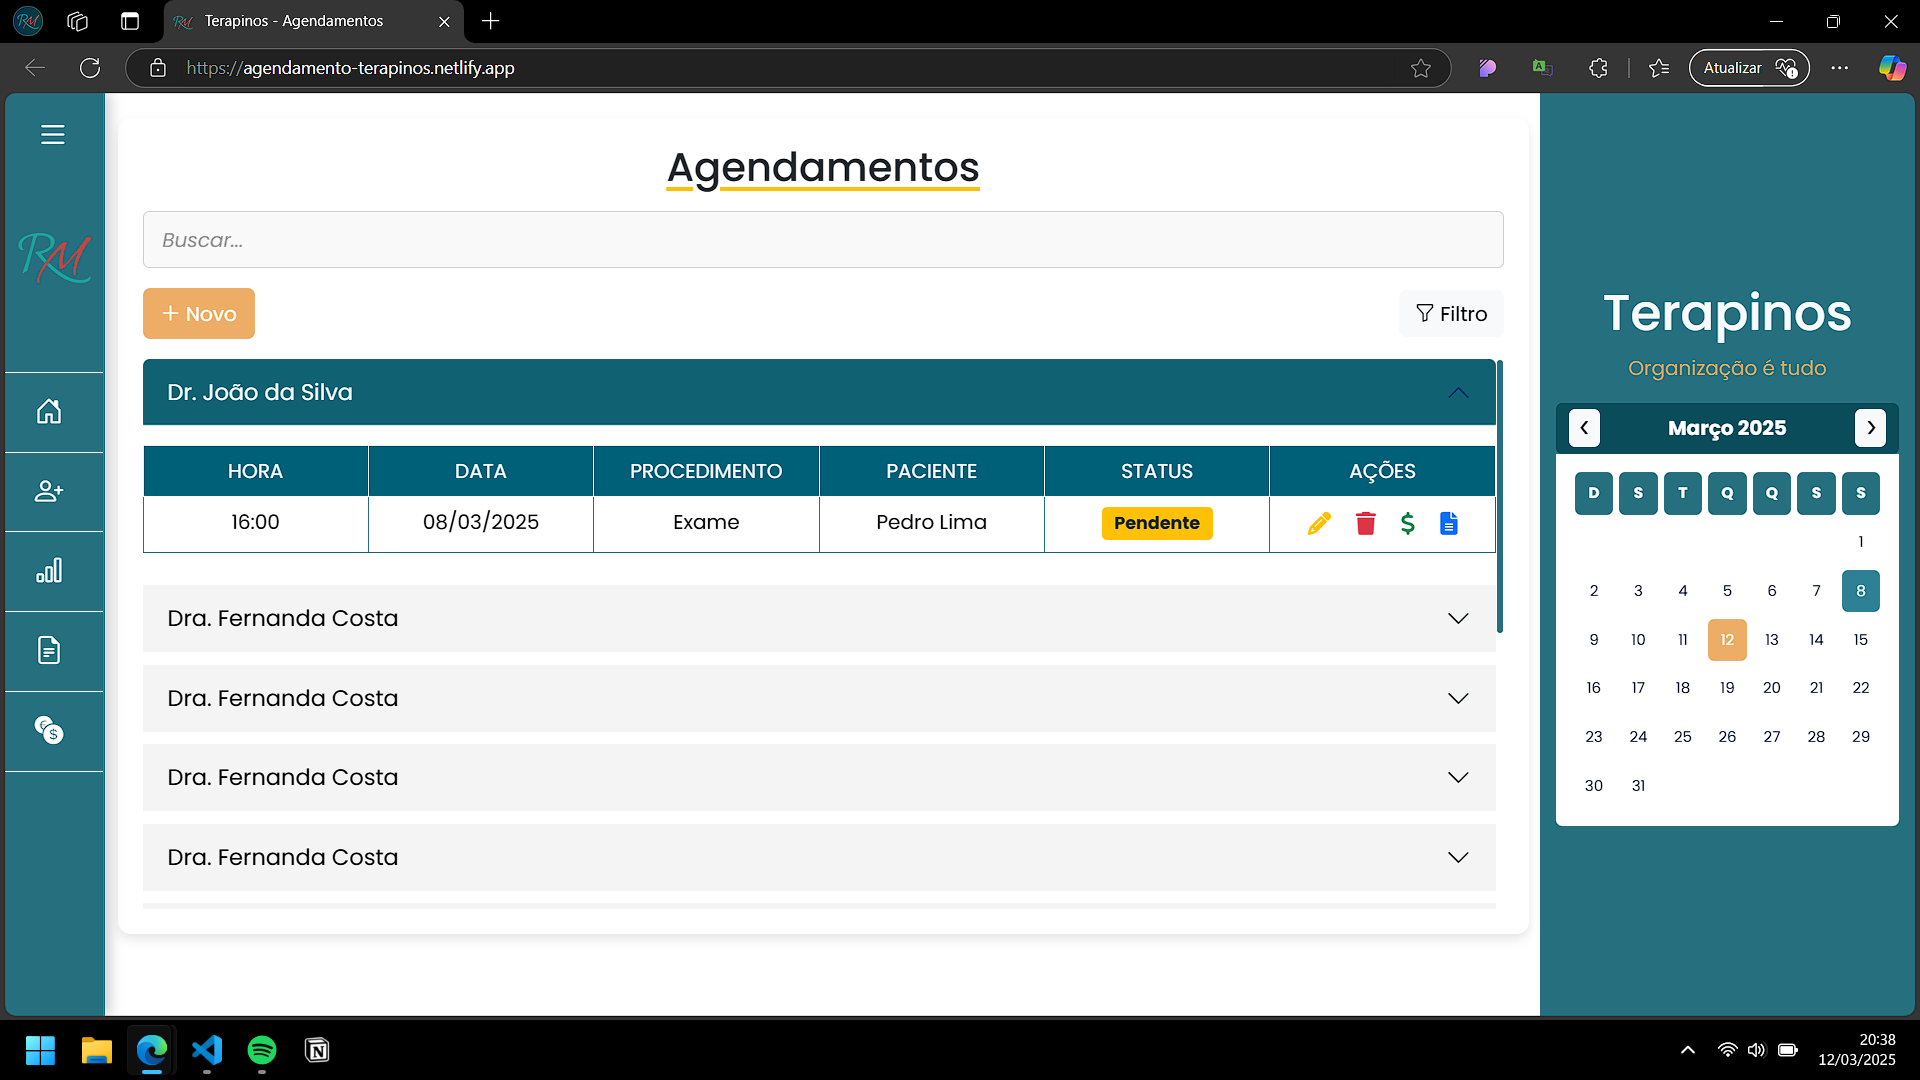 RM
RM Terapinos - Agendamentos
https://agendamento-terapinos.netlify.app
Atualizar
RM
Agendamentos
Buscar...
+ Novo
Filtro
Dr. João da Silva
HORA DATA PROCEDIMENTO PACIENTE STATUS AÇÕES
16:00 08/03/2025 Exame Pedro Lima Pendente $
Dra. Fernanda Costa
Dra. Fernanda Costa
Dra. Fernanda Costa
Dra. Fernanda Costa
$
Terapinos
Organização é tudo
‹ Março 2025 ›
D S T Q Q S S
1
2 3 4 5 6 7 8
9 10 11 12 13 14 15
16 17 18 19 20 21 22
23 24 25 26 27 28 29
30 31
20:38
12/03/2025